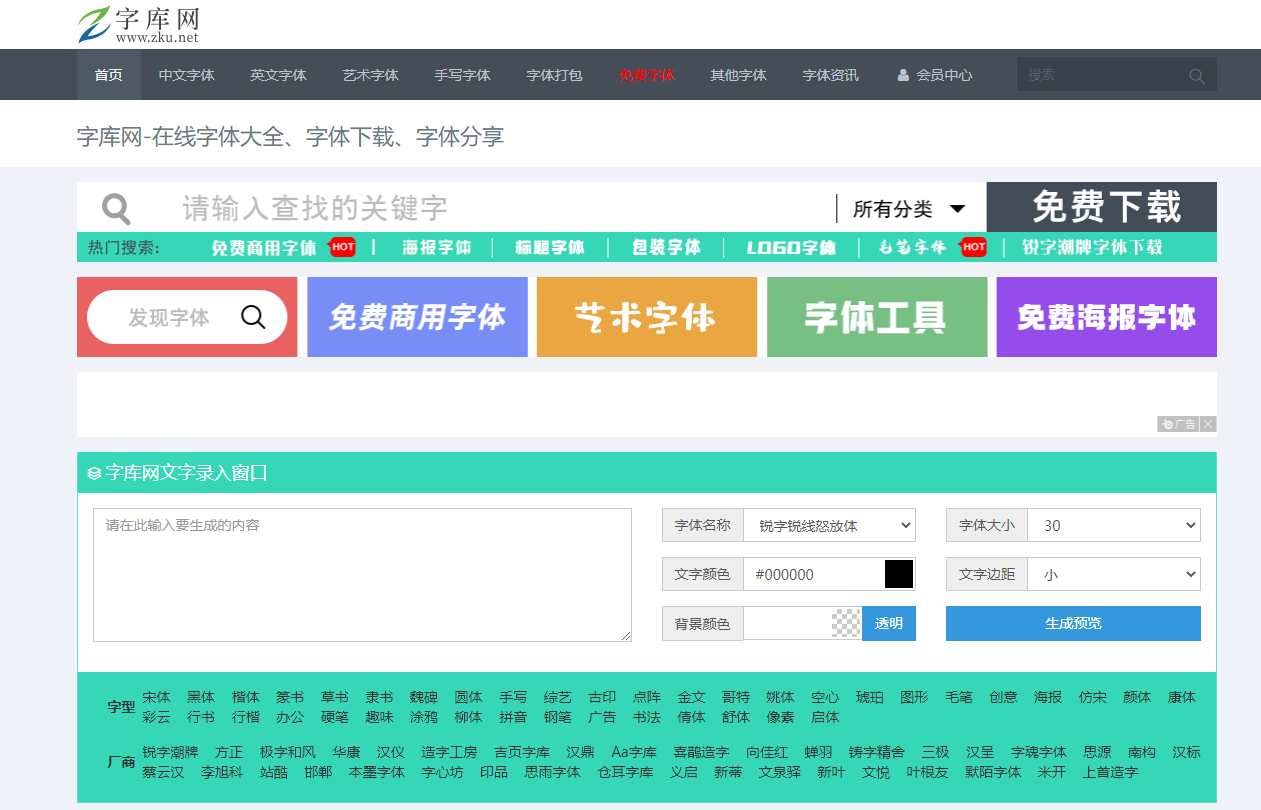 字库网
www.zku.net
首页 中文字体 英文字体 艺术字体 手写字体 字体打包 免费字体 其他字体 字体资讯 会员中心 搜索
字库网-在线字体大全、字体下载、字体分享
请输入查找的关键字 所有分类 免费下载
热门搜索: 免费商用字体 HOT | 海报字体 | 标题字体 | 包装字体 | LOGO字体 | 毛笔字体 HOT | 锐字潮牌字体下载
发现字体 免费商用字体 艺术字体 字体工具 免费海报字体
广告
字库网文字录入窗口
请在此输入要生成的内容 字体名称 锐字锐线怒放体 字体大小 30
文字颜色 #000000 文字边距 小
背景颜色 透明 生成预览
字型 宋体 黑体 楷体 篆书 草书 隶书 魏碑 圆体 手写 综艺 古印 点阵 金文 哥特 姚体 空心 琥珀 图形 毛笔 创意 海报 仿宋 颜体 康体
彩云 行书 行楷 办公 硬笔 趣味 涂鸦 柳体 拼音 钢笔 广告 书法 倩体 舒体 像素 启体
厂商 锐字潮牌 方正 极字和风 华康 汉仪 造字工房 吉页字库 汉鼎 Aa字库 喜鹊造字 向佳红 蝉羽 铸字精舍 三极 汉呈 字魂字体 思源 南构 汉标
蔡云汉 李旭科 站酷 邯郸 本墨字体 字心坊 印品 思雨字体 仓耳字库 义启 新蒂 文泉驿 新叶 文悦 叶根友 默陌字体 米开 上首造字